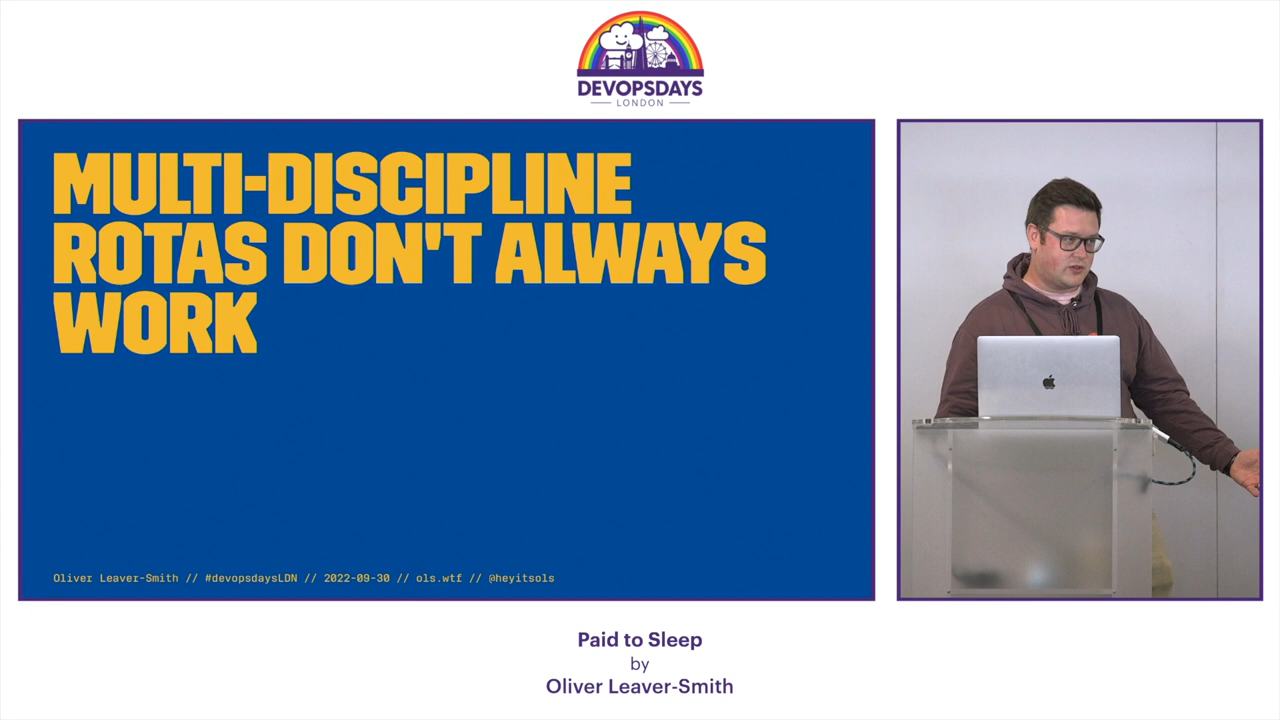 DEVOPSDAYS
LONDON
MULTI-DISCIPLINE
ROTAS DON'T ALWAYS
WORK
Oliver Leaver-Smith // #devopsdaysLDN // 2022-09-30 // ols.wtf // @heyitsols
Paid to Sleep
by
Oliver Leaver-Smith